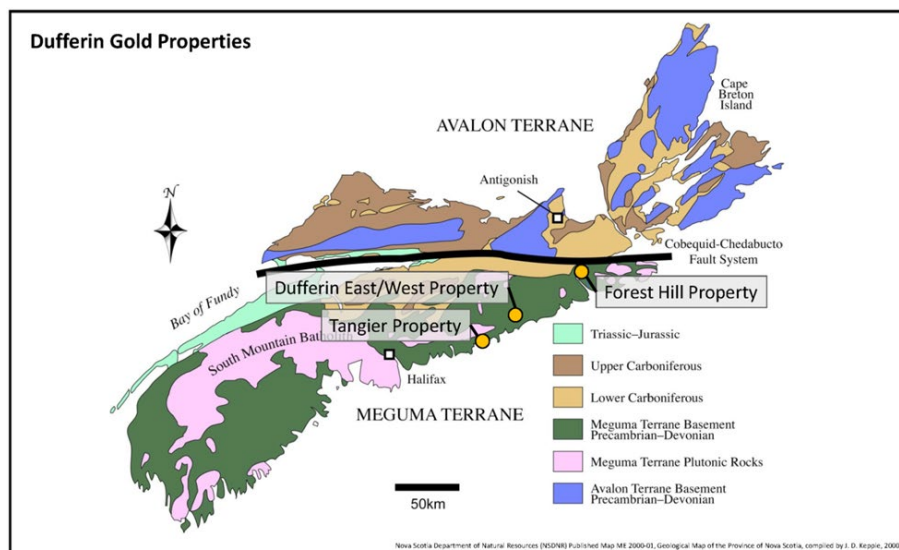 Dufferin Gold Properties
Cape
Breton
Island
AVALON TERRANE
Antigonish
N
Cobequid-Chedabucto
Fault System
Bay of Fundy
Dufferin East/West Property
Forest Hill Property
Tangier Property
South Mountain Batholith
Halifax
MEGUMA TERRANE
Triassic–Jurassic
Upper Carboniferous
Lower Carboniferous
Meguma Terrane Basement
Precambrian–Devonian
Meguma Terrane Plutonic Rocks
Avalon Terrane Basement
Precambrian–Devonian
50km
Nova Scotia Department of Natural Resources (NSDNR) Published Map ME 2000-01, Geological Map of the Province of Nova Scotia, compiled by J. D. Keppie, 2000